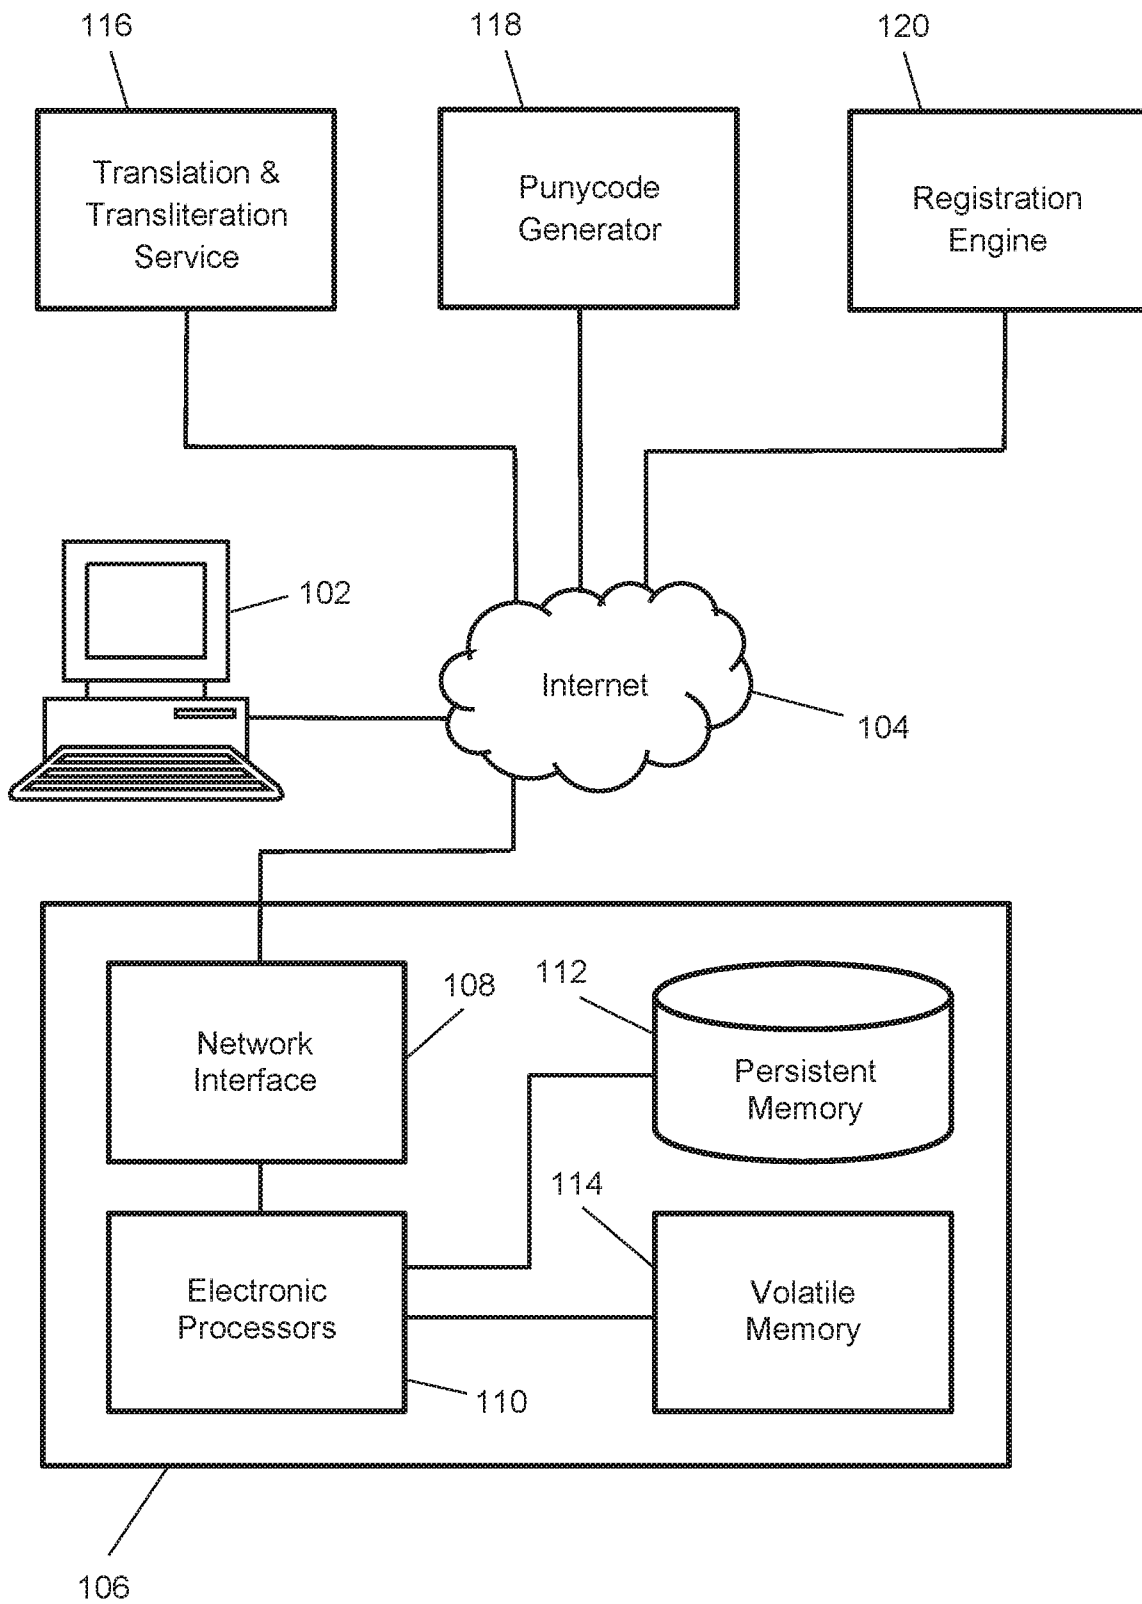 116
118
120
Translation &
Transliteration
Service
Punycode
Generator
Registration
Engine
102
Internet
104
108
112
Network
Interface
Persistent
Memory
114
Electronic
Processors
Volatile
Memory
110
106